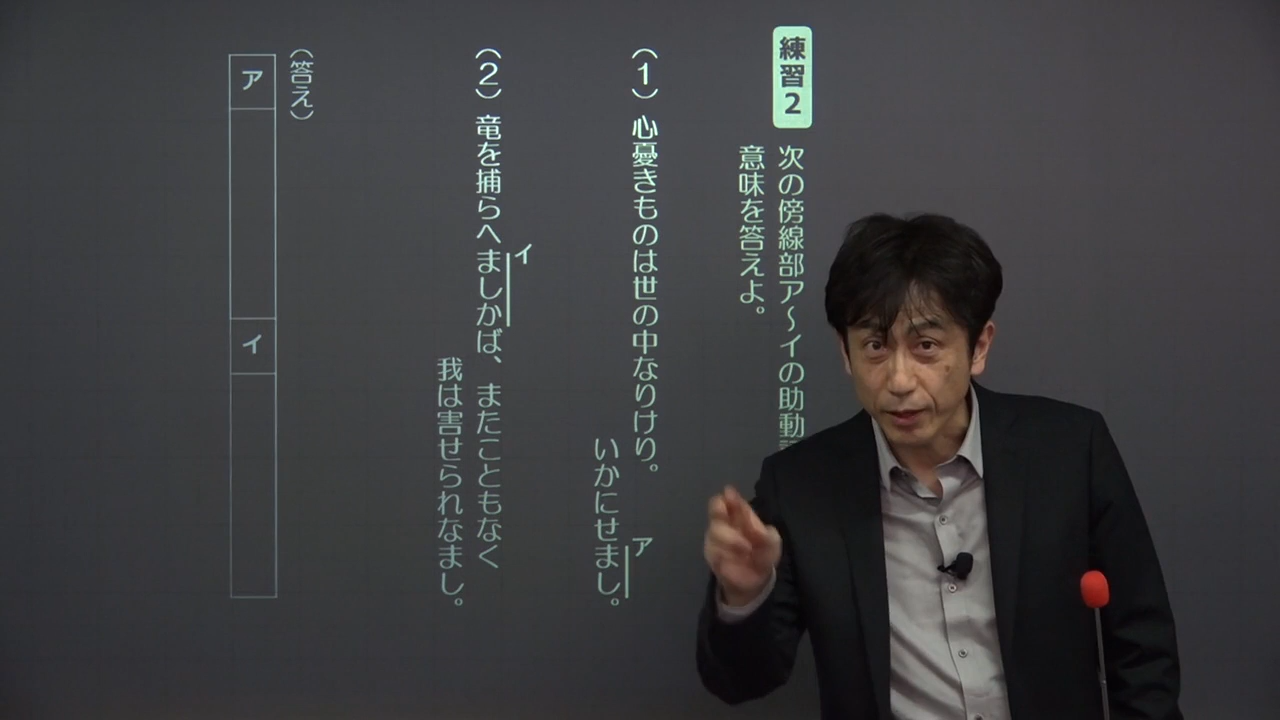 練習2
次の傍線部ア～イの助動
意味を答えよ。
(1) 心憂きものは世の中なりけり。
ア
いかにせまし。
イ
(2) 竜を捕らへましかば、またこともなく
我は害せられなまし。
(答え)
ア
イ